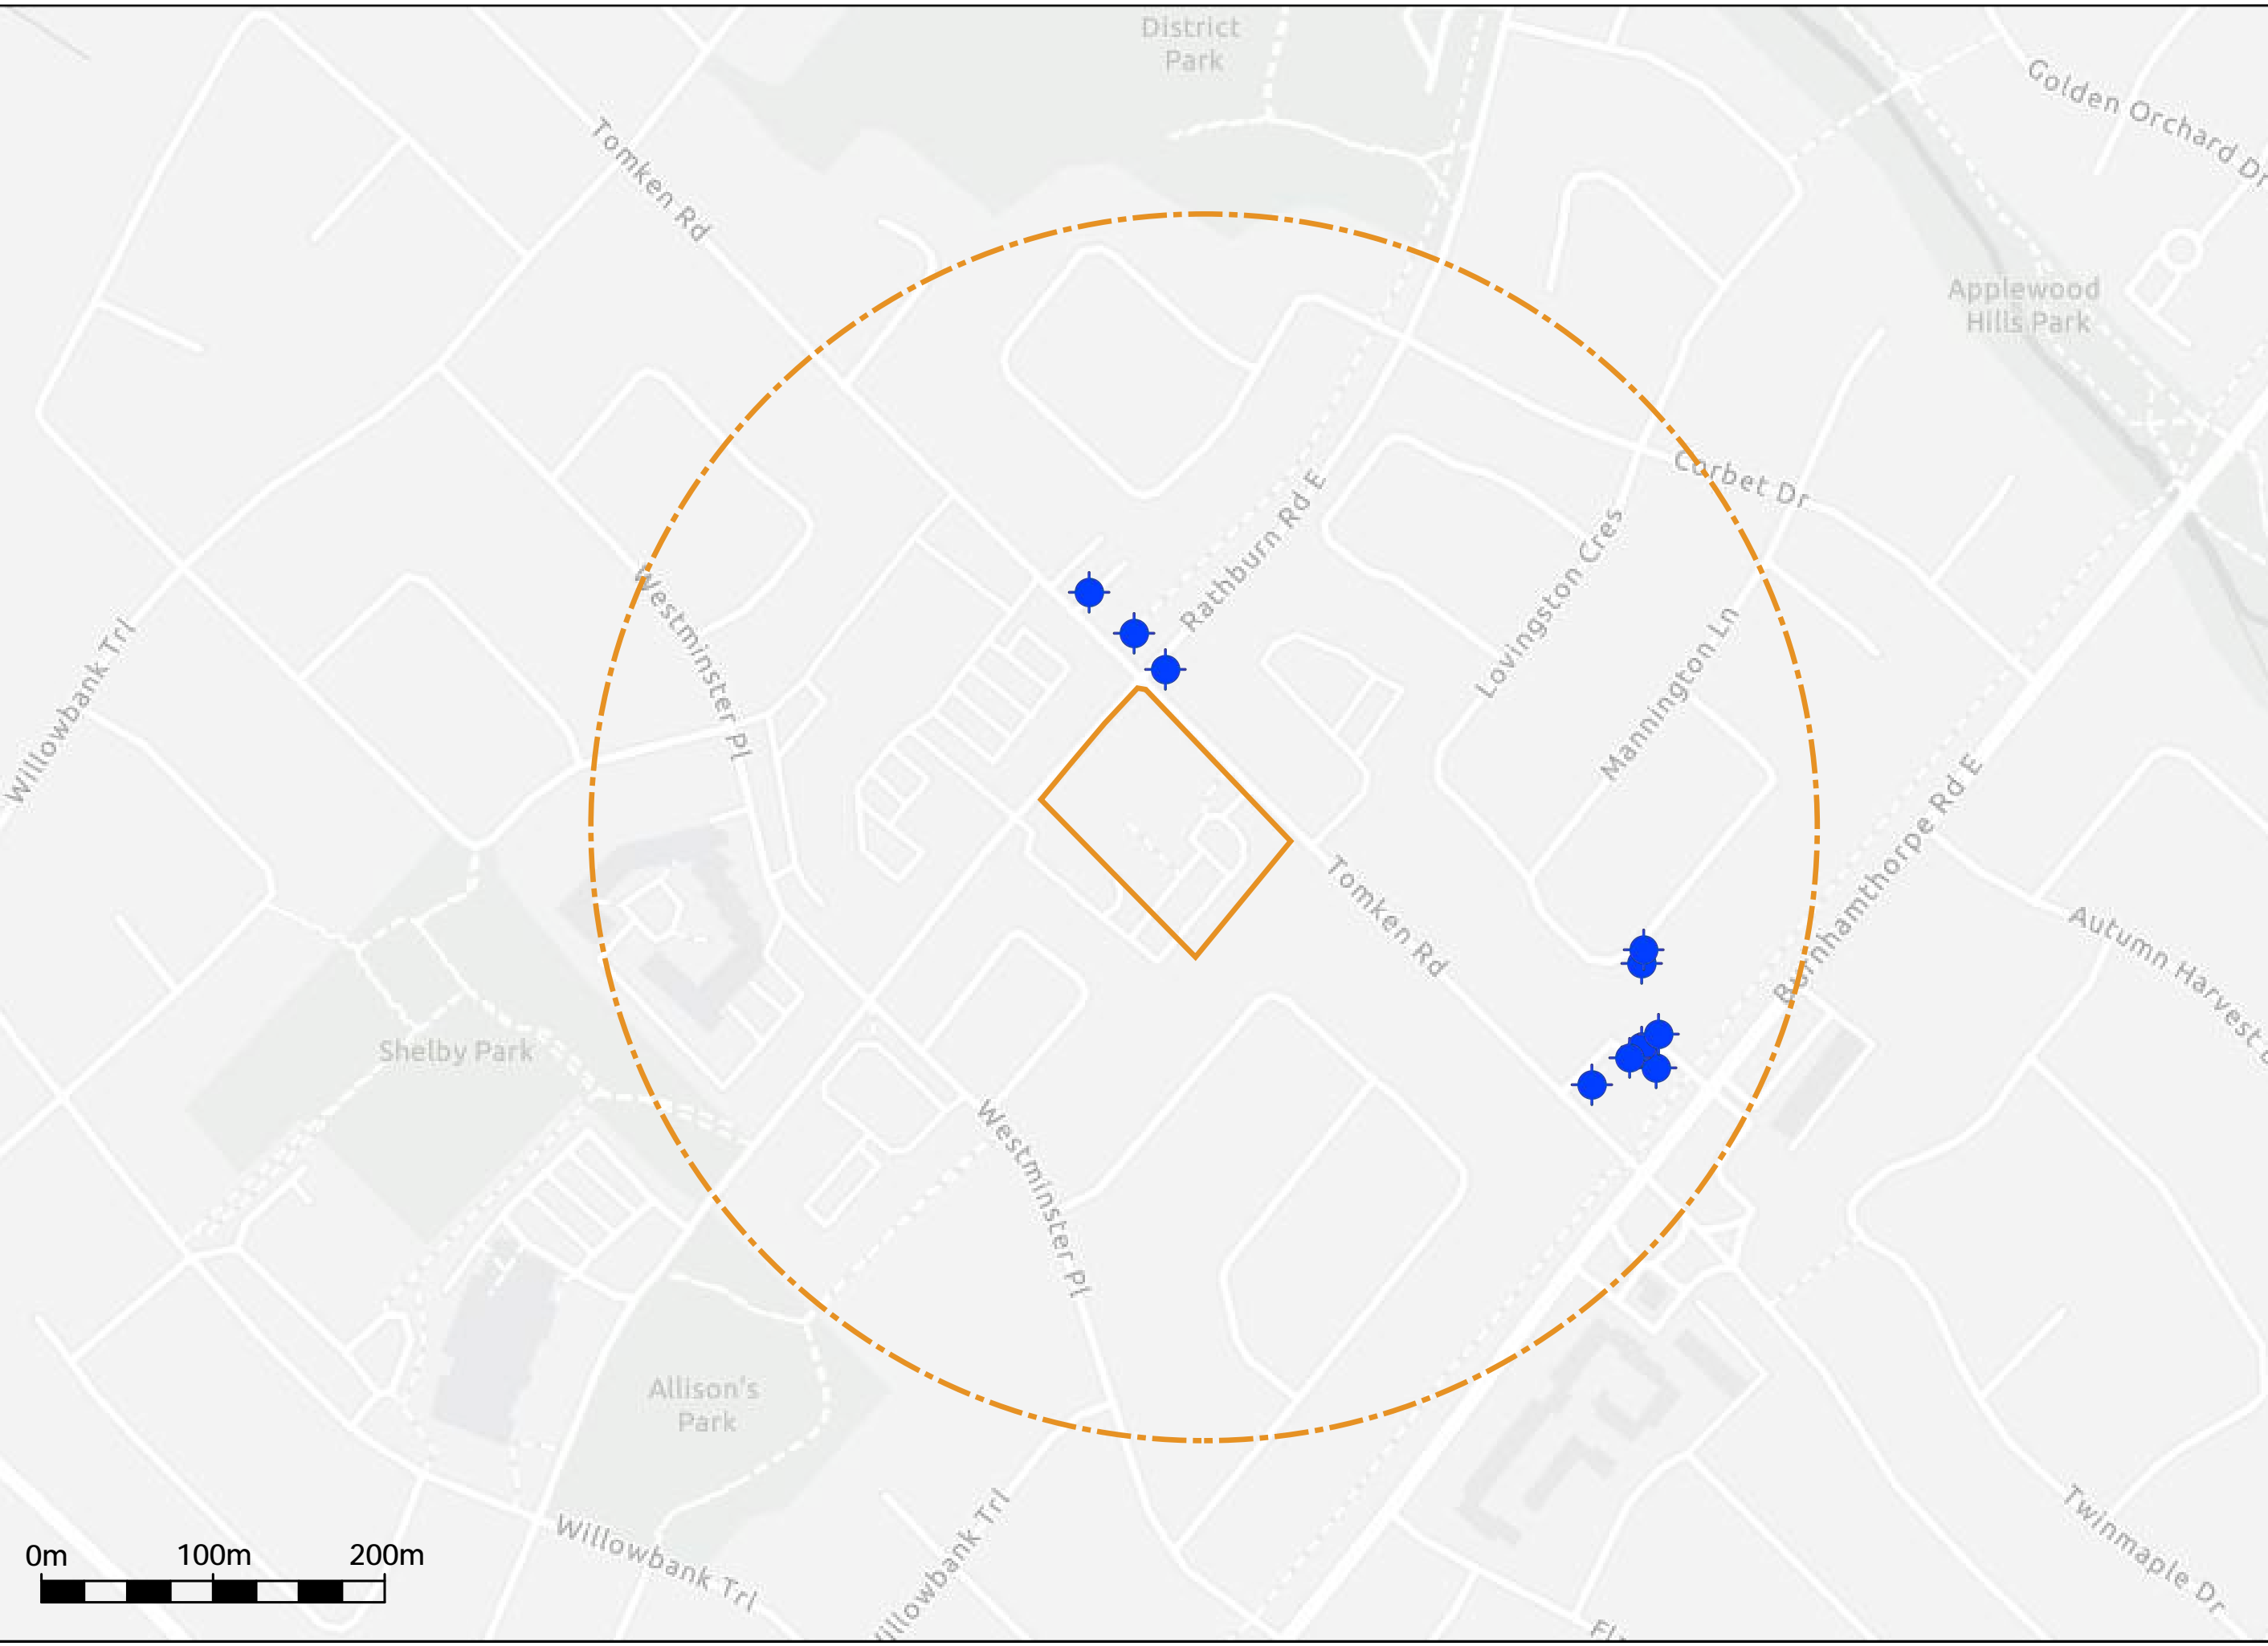 District
Park
Golden Orchard Dr
Tomken Rd
Applewood
Hills Park
Corbet Dr
Rathburn Rd E
Lovingston Cres
Westminster Pl
Mannington Ln
Willowbank Trl
Burnhamthorpe Rd E
Tomken Rd
Autumn Harvest
Shelby Park
Westminster Pl
Allison's
Park
Willowbank Trl
Willowbank Trl
Twinmaple Dr
0m 100m 200m